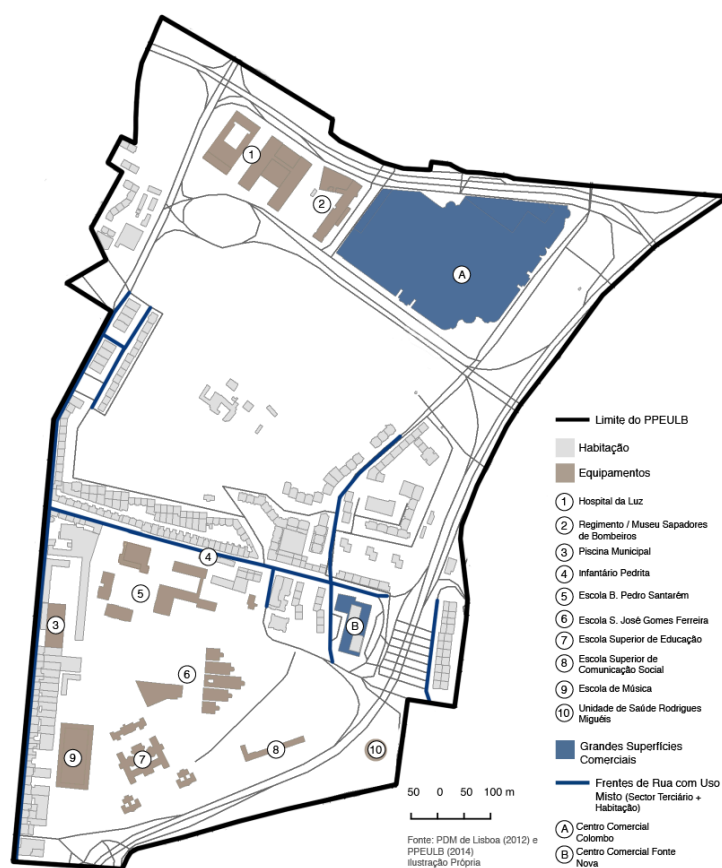 1
2
A
3
4
5
6
7
8
9
10
B
Limite do PPEULB
Habitação
Equipamentos
1 Hospital da Luz
2 Regimento / Museu Sapadores
de Bombeiros
3 Piscina Municipal
4 Infantário Pedrita
5 Escola B. Pedro Santarém
6 Escola S. José Gomes Ferreira
7 Escola Superior de Educação
8 Escola Superior de
Comunicação Social
9 Escola de Música
10 Unidade de Saúde Rodrigues
Miguéis
Grandes Superfícies
Comerciais
Frentes de Rua com Uso
Misto (Sector Terciário +
Habitação)
A Centro Comercial
Colombo
B Centro Comercial Fonte
Nova
50 0 50 100 m
Fonte: PDM de Lisboa (2012) e
PPEULB (2014)
Ilustração Própria